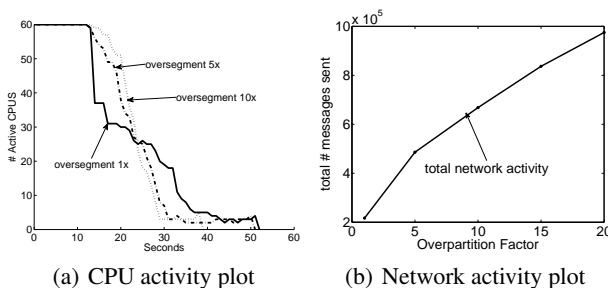 60
50
40
30
20
10
0
# Active CPUS
oversegment 5x
oversegment 10x
oversegment 1x
0 10 20 30 40 50 60
Seconds
(a) CPU activity plot
10 x 10^5
8
6
4
2
total # messages sent
total network activity
0 5 10 15 20
Overpartition Factor
(b) Network activity plot